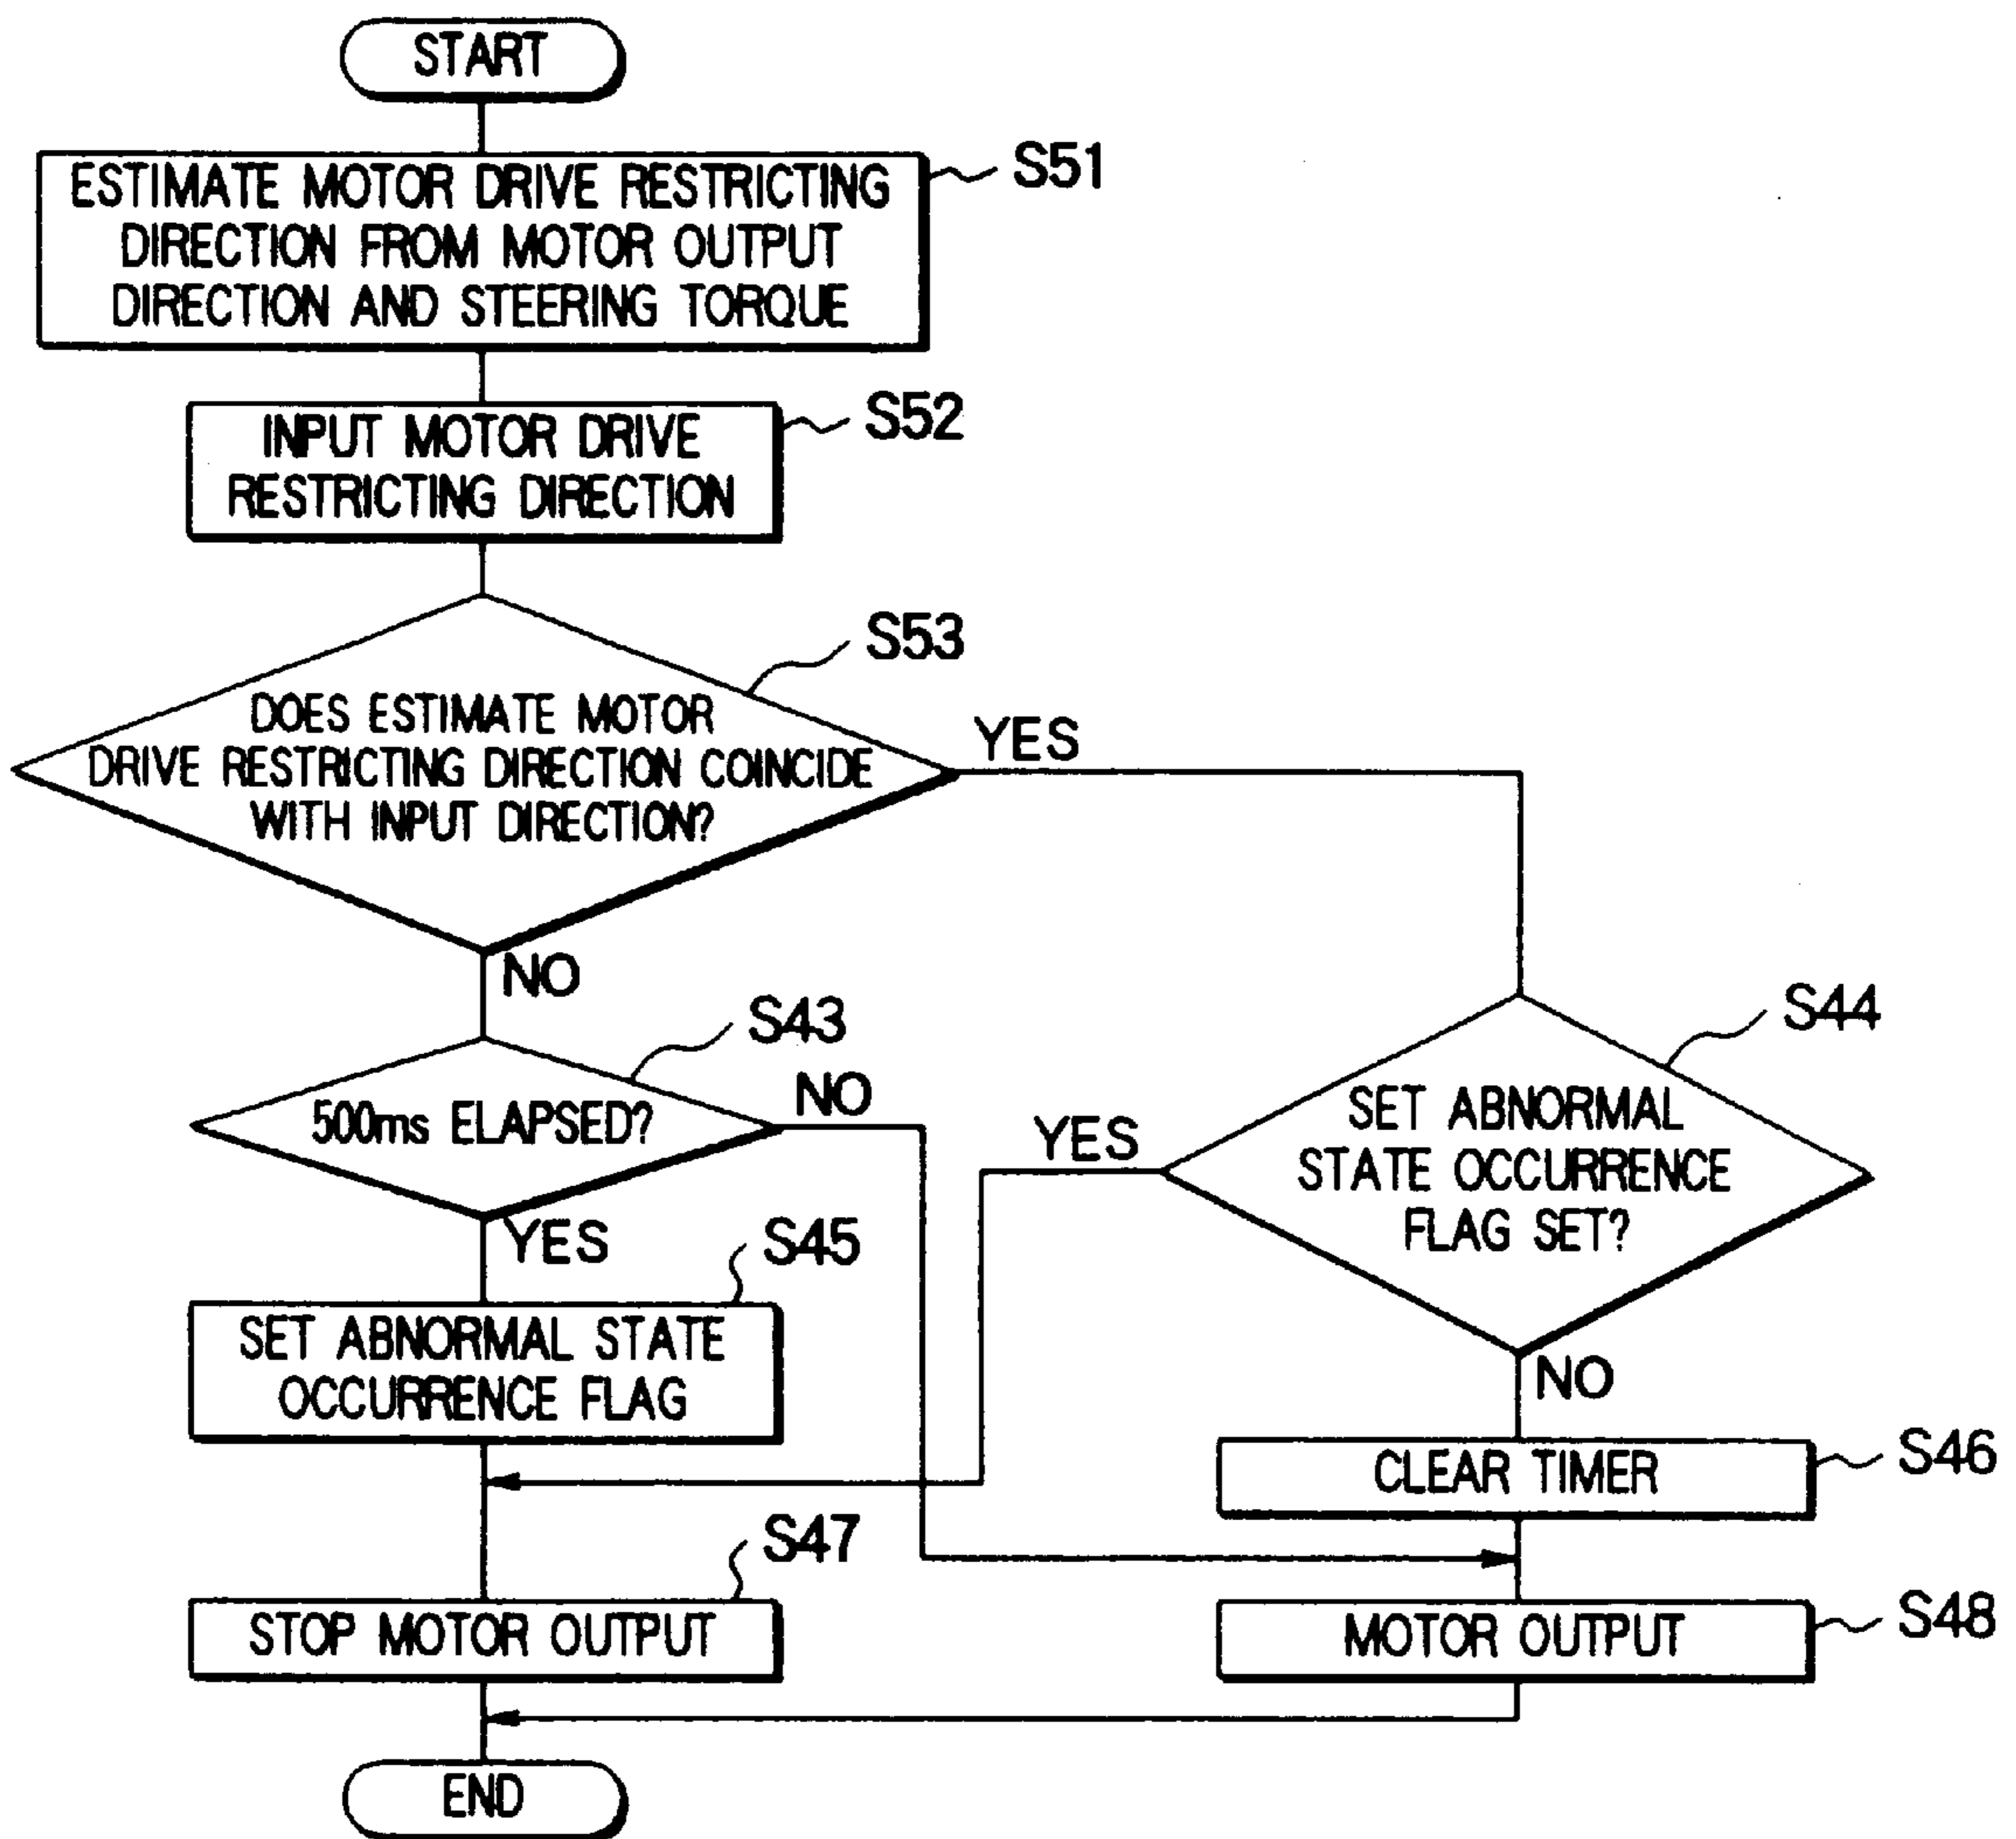 START
ESTIMATE MOTOR DRIVE RESTRICTING
DIRECTION FROM MOTOR OUTPUT
DIRECTION AND STEERING TORQUE
S51
INPUT MOTOR DRIVE
RESTRICTING DIRECTION
S52
DOES ESTIMATE MOTOR
DRIVE RESTRICTING DIRECTION COINCIDE
WITH INPUT DIRECTION?
S53
YES
NO
500ms ELAPSED?
S43
NO
YES
SET ABNORMAL
STATE OCCURRENCE
FLAG SET?
S44
YES
NO
SET ABNORMAL STATE
OCCURRENCE FLAG
S45
CLEAR TIMER
S46
STOP MOTOR OUTPUT
S47
MOTOR OUTPUT
S48
END